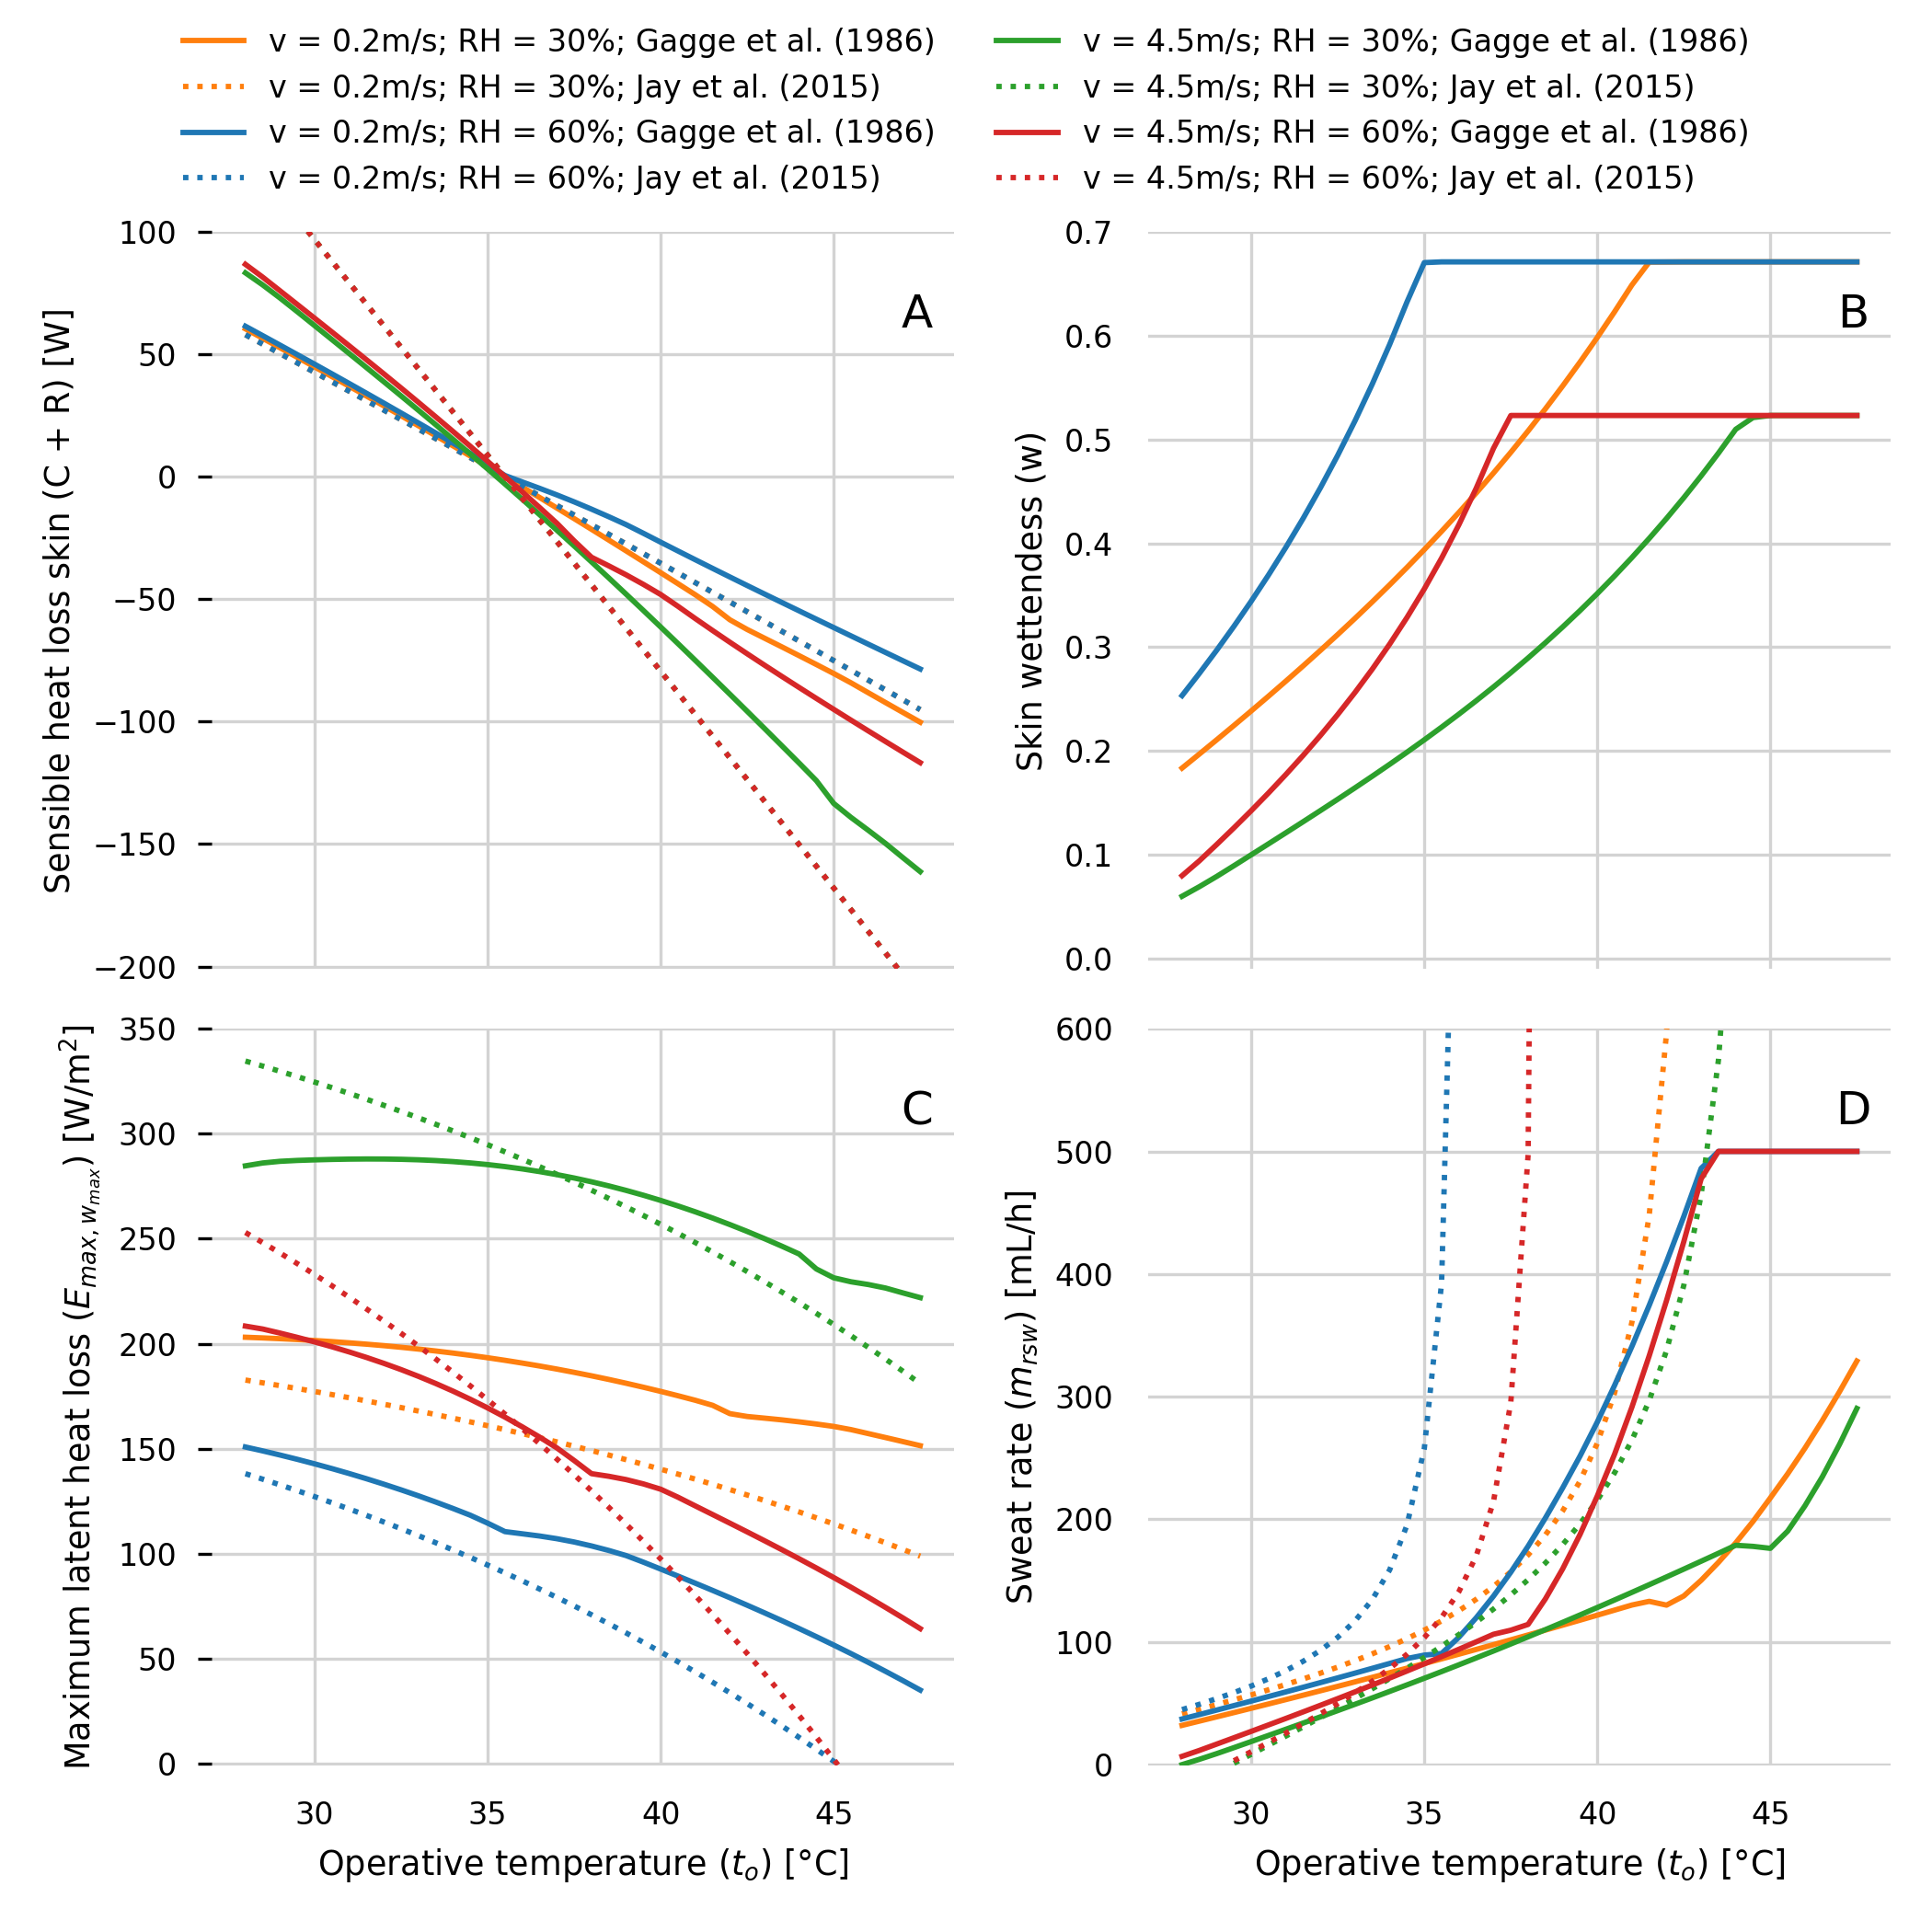 v = 0.2m/s; RH = 30%; Gagge et al. (1986)
v = 0.2m/s; RH = 30%; Jay et al. (2015)
v = 0.2m/s; RH = 60%; Gagge et al. (1986)
v = 0.2m/s; RH = 60%; Jay et al. (2015)
v = 4.5m/s; RH = 30%; Gagge et al. (1986)
v = 4.5m/s; RH = 30%; Jay et al. (2015)
v = 4.5m/s; RH = 60%; Gagge et al. (1986)
v = 4.5m/s; RH = 60%; Jay et al. (2015)
Sensible heat loss skin (C + R) [W]
100
50
0
−50
−100
−150
−200
A
Skin wettendess (w)
0.7
0.6
0.5
0.4
0.3
0.2
0.1
0.0
B
Maximum latent heat loss (E_{max, w_{max}}) [W/m²]
350
300
250
200
150
100
50
0
C
30 35 40 45
Operative temperature (t_o) [°C]
Sweat rate (m_{rsw}) [mL/h]
600
500
400
300
200
100
0
D
30 35 40 45
Operative temperature (t_o) [°C]